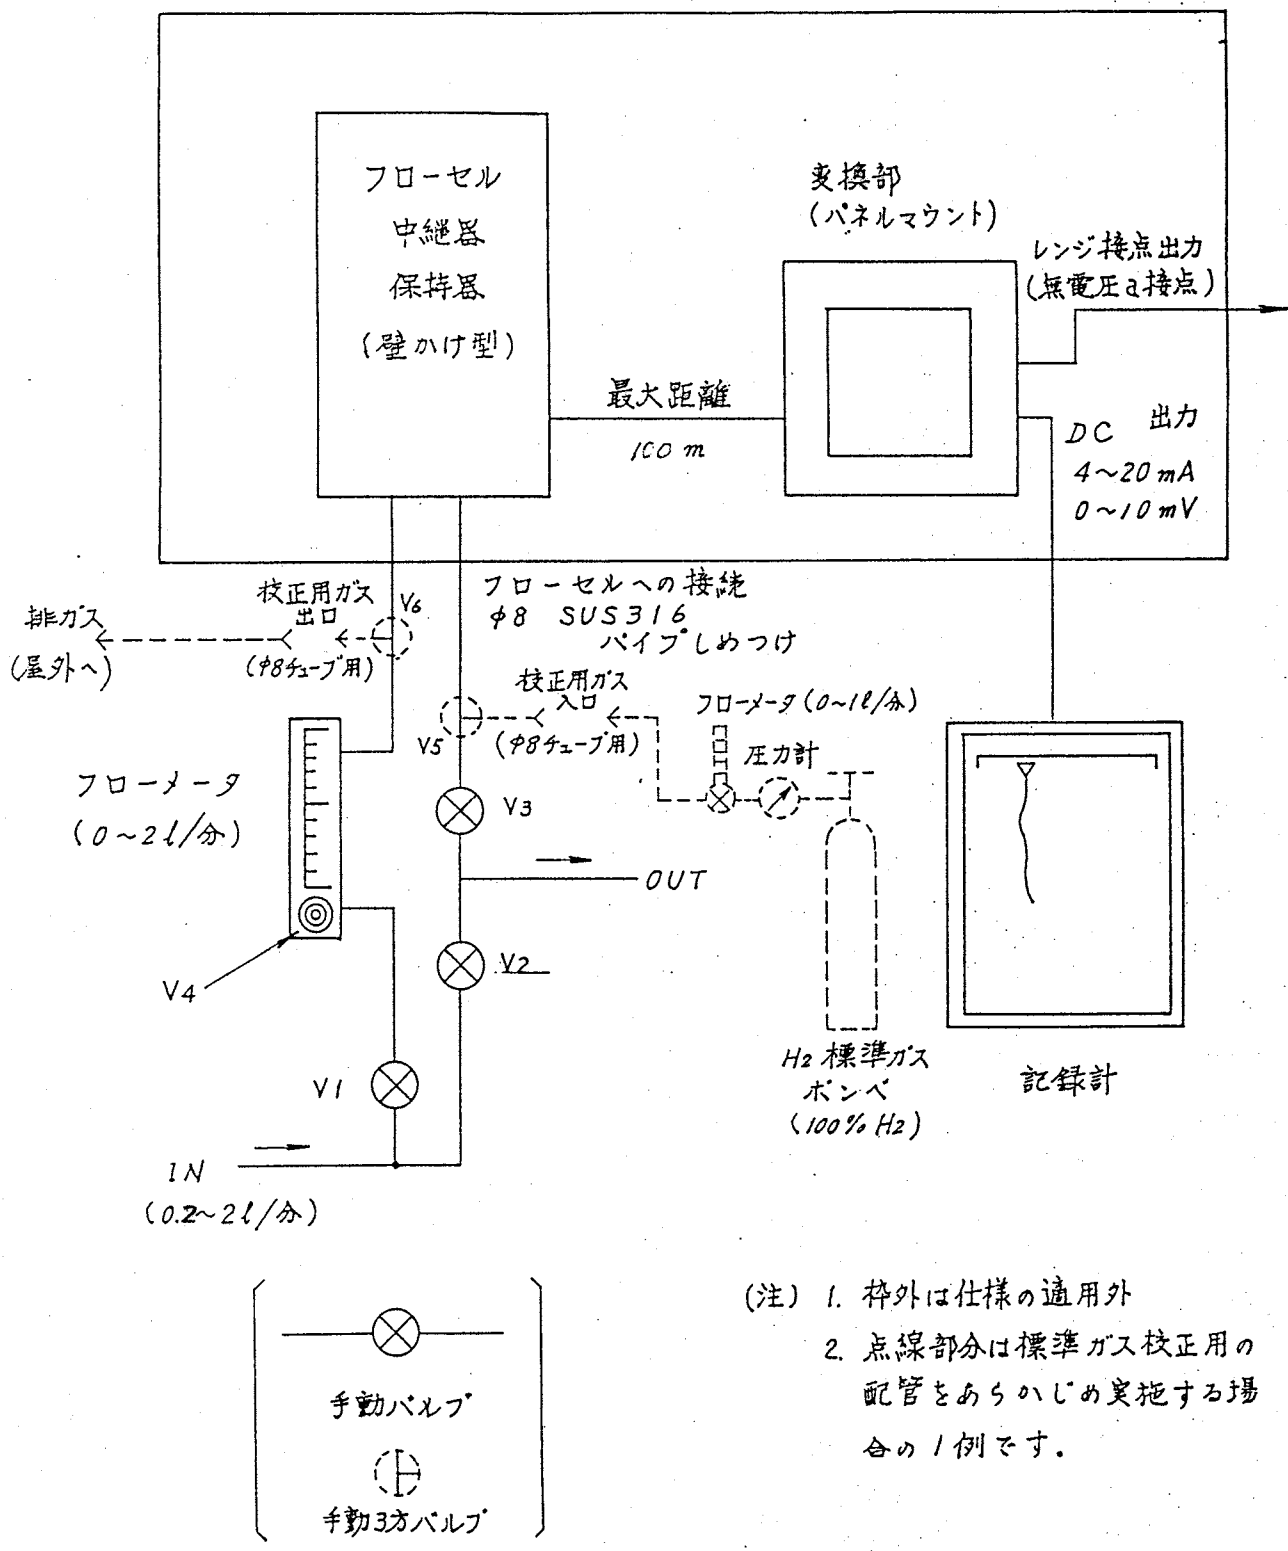 フローセル
中継器
保持器
(壁かけ型)
変換部
(パネルマウント)
レンジ接点出力
(無電圧a接点)
最大距離
100 m
DC 出力
4~20 mA
0~10 mV
校正用ガス
出口
(φ8チューブ用)
V6
排ガス
(屋外へ)
フローセルへの接続
φ8 SUS316
パイプしめつけ
校正用ガス
入口
(φ8チューブ用)
V5
フローメータ (0~1ℓ/分)
圧力計
フローメータ
(0~2ℓ/分)
V3
OUT
V2
V4
V1
H2 標準ガス
ボンベ
(100% H2)
記録計
IN
(0.2~2ℓ/分)
手動バルブ
手動3方バルブ
(注) 1. 枠外は仕様の適用外
2. 点線部分は標準ガス校正用の
配管をあらかじめ実施する場
合の1例です.